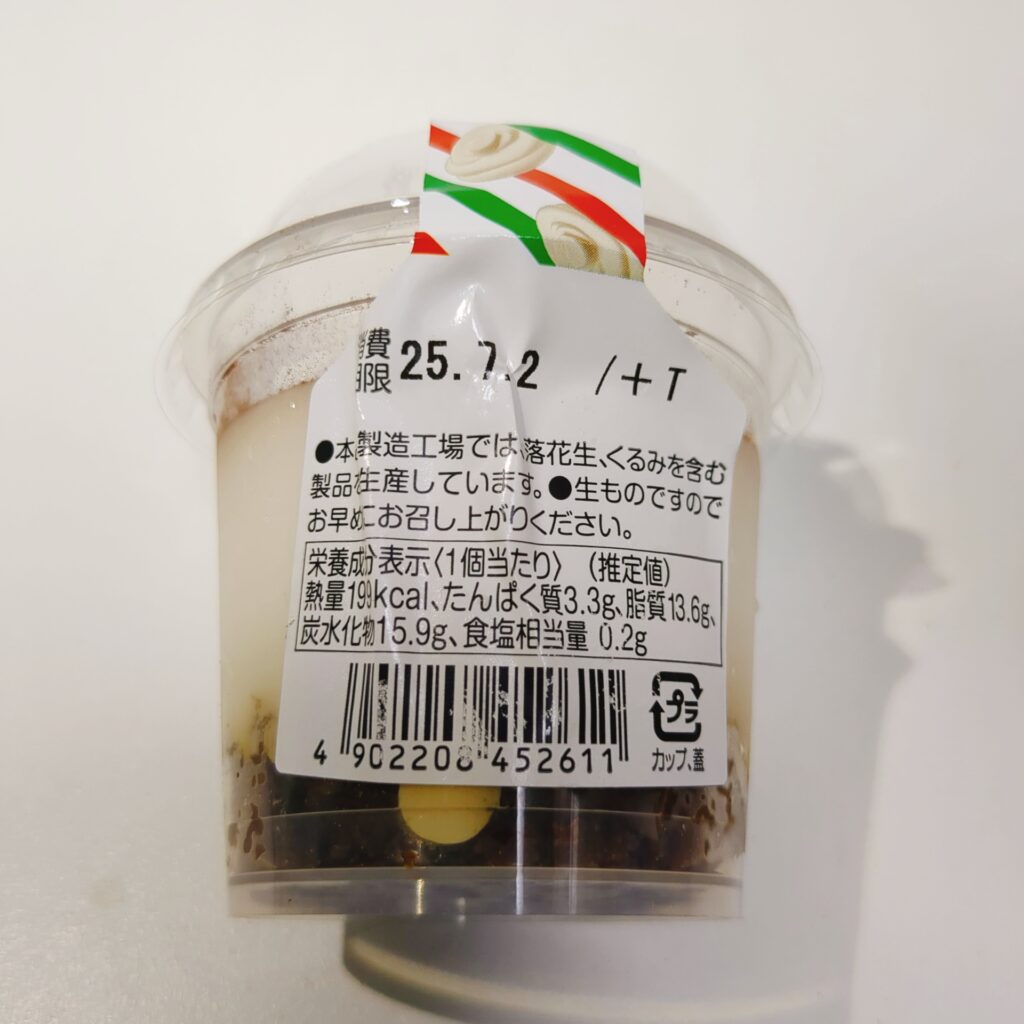 消費
期限 25.7.2 /+T
●本製造工場では、落花生、くるみを含む
製品を生産しています。●生ものですので
お早めにお召し上がりください。
栄養成分表示〈1個当たり〉（推定値）
熱量199kcal、たんぱく質3.3g、脂質13.6g、
炭水化物15.9g、食塩相当量 0.2g
4 902208 452611
プラ
カップ、蓋